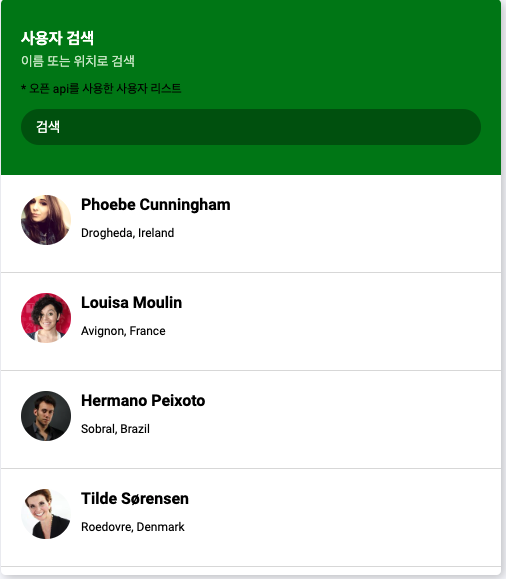 사용자 검색
이름 또는 위치로 검색
* 오픈 api를 사용한 사용자 리스트
검색
Phoebe Cunningham
Drogheda, Ireland
Louisa Moulin
Avignon, France
Hermano Peixoto
Sobral, Brazil
Tilde Sørensen
Roedovre, Denmark